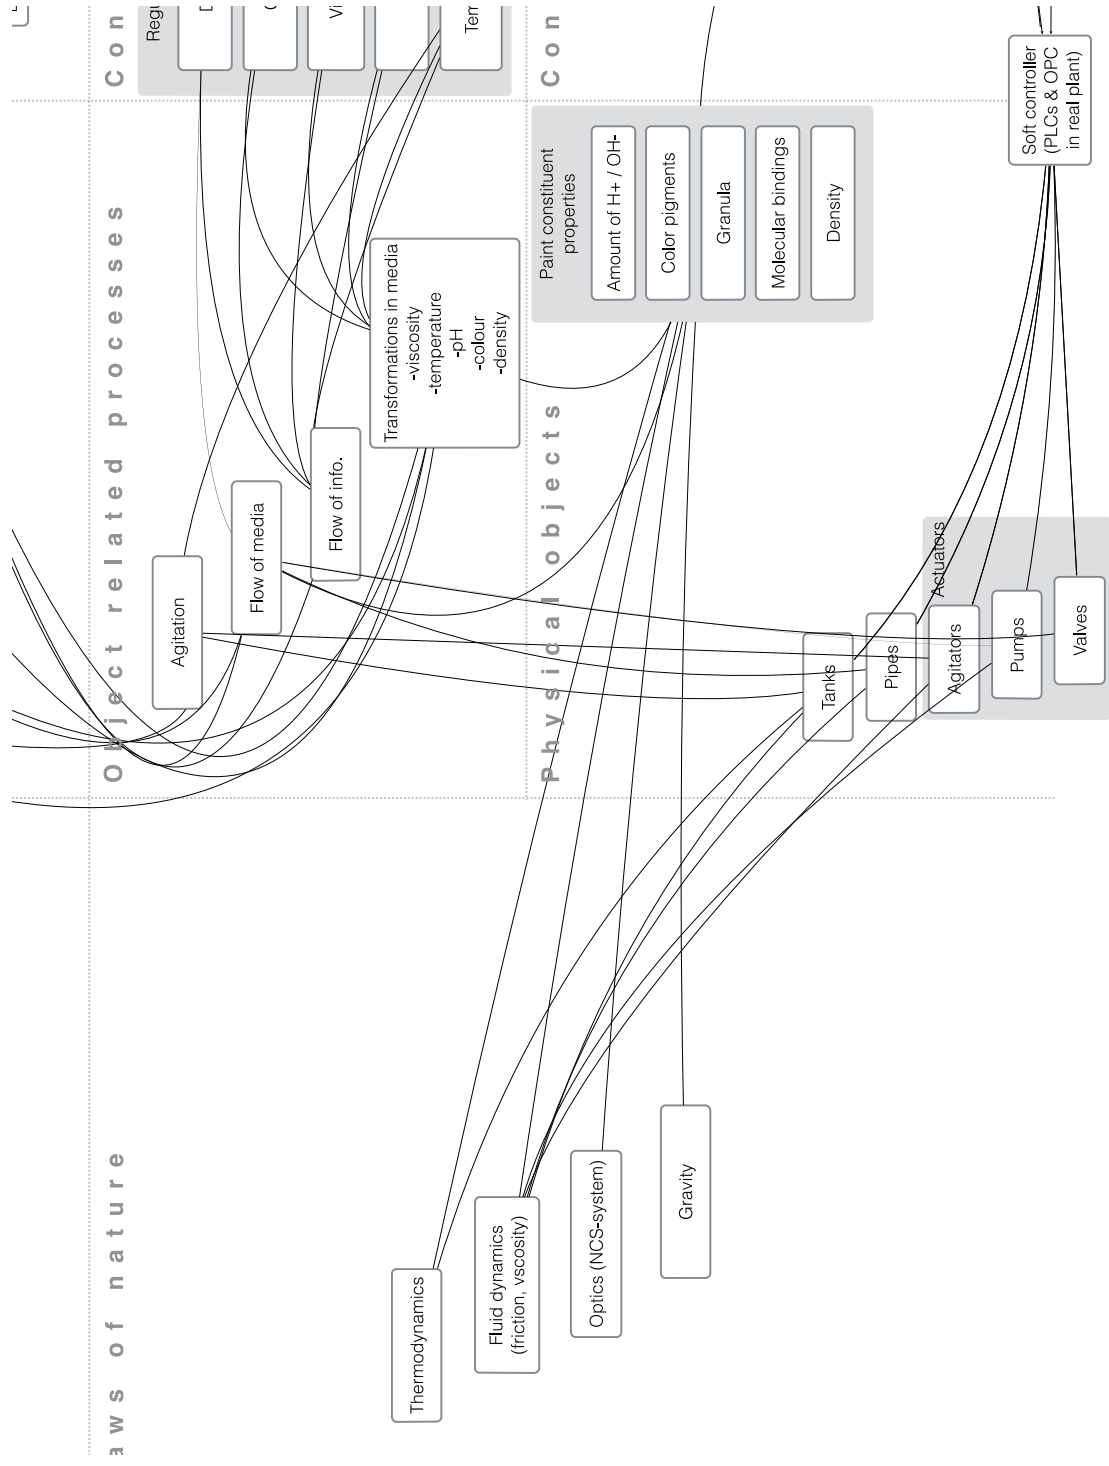 Laws of nature
Thermodynamics
Fluid dynamics
(friction, vscosity)
Optics (NCS-system)
Gravity
Object related processes
Agitation
Flow of media
Flow of info.
Transformations in media
-viscosity
-temperature
-pH
-colour
-density
Physical objects
Tanks
Pipes
Actuators
Agitators
Pumps
Valves
Paint constituent
properties
Amount of H+ / OH-
Color pigments
Granula
Molecular bindings
Density
Con
Regu
Vi
Tem
Con
Soft controller
(PLCs & OPC
in real plant)